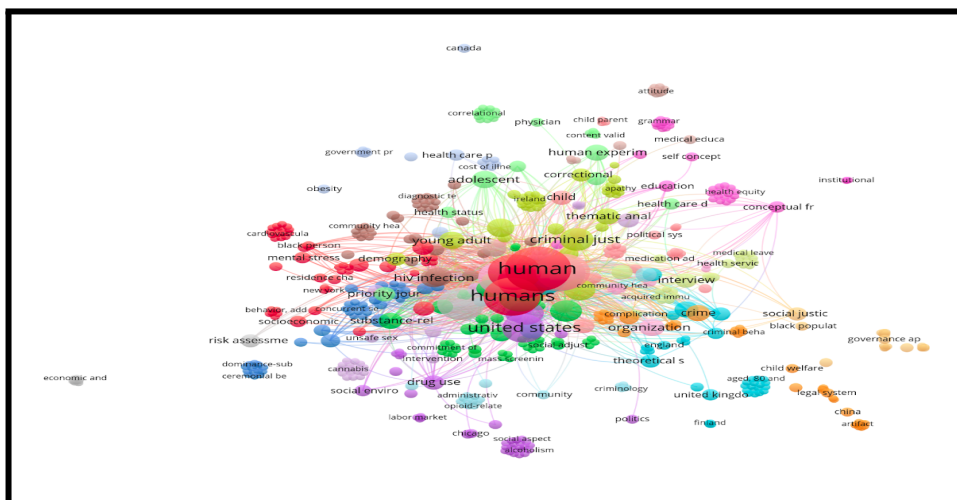 canada
attitude
correlational
physician
child parent
grammar
content valid
medical educa
government pr
health care p
human experim
self concept
cost of illne
adolescent
correctional
apathy
institutional
obesity
diagnostic te
ireland
child
education
health equity
health status
health care d
conceptual fr
community hea
thematic anal
cardiovascula
young adult
criminal just
political sys
black person
medical leave
mental stress
demography
medication ad
health servic
residence cha
human
hiv infection
interview
new york
priority jour
humans
community hea
acquired immu
behavior, add
concurrent se
complication
crime
social justic
socioeconomic
substance-rel
united states
organization
black populat
criminal beha
risk assessme
unsafe sex
commitment of
social adjust
england
governance ap
intervention
mass screenin
theoretical s
dominance-sub
cannabis
child welfare
economic and
ceremonial be
drug use
aged, 80 and
social enviro
administrativ
community
criminology
united kingdo
legal system
opioid-relate
labor market
politics
finland
china
chicago
social aspect
artifact
alcoholism